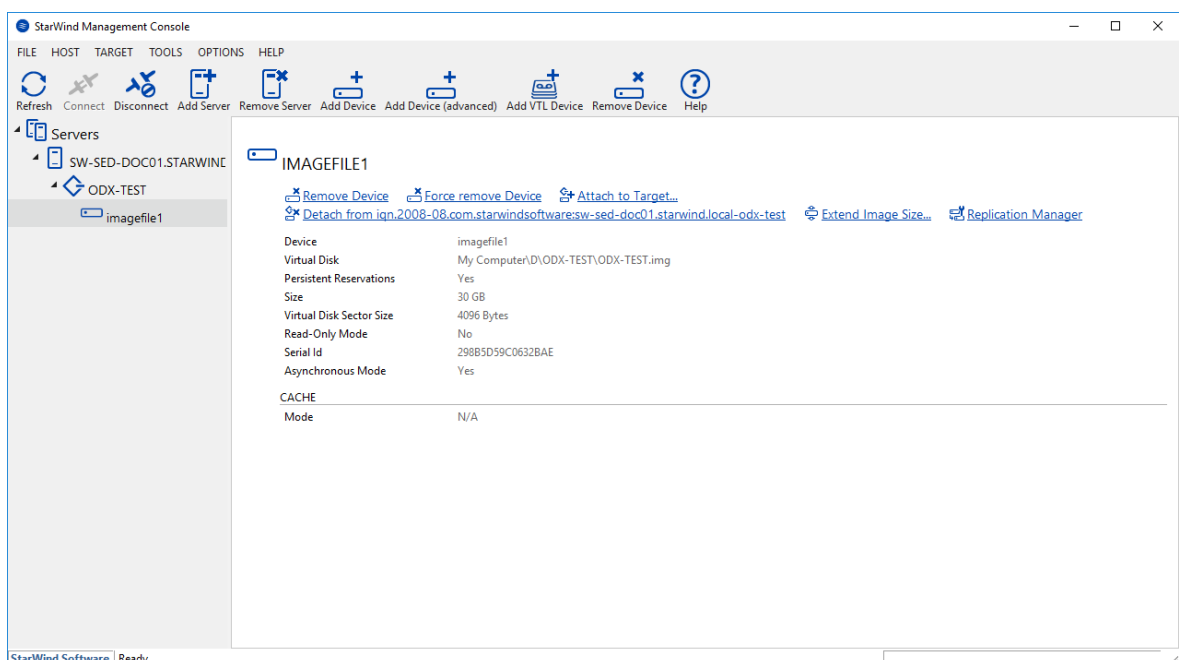 StarWind Management Console
FILE HOST TARGET TOOLS OPTIONS HELP
Refresh Connect Disconnect Add Server Remove Server Add Device Add Device (advanced) Add VTL Device Remove Device Help
Servers
SW-SED-DOC01.STARWINE
ODX-TEST
imagefile1
IMAGEFILE1
Remove Device Force remove Device Attach to Target...
Detach from iqn.2008-08.com.starwindsoftware:sw-sed-doc01.starwind.local-odx-test Extend Image Size... Replication Manager
Device imagefile1
Virtual Disk My Computer\D\ODX-TEST\ODX-TEST.img
Persistent Reservations Yes
Size 30 GB
Virtual Disk Sector Size 4096 Bytes
Read-Only Mode No
Serial Id 298B5D59C0632BAE
Asynchronous Mode Yes
CACHE
Mode N/A
StarWind Software Ready